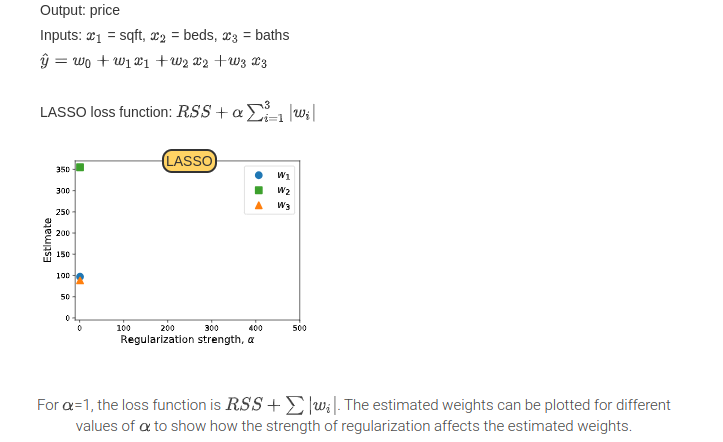 Output: price
Inputs: x₁ = sqft, x₂ = beds, x₃ = baths
ŷ = w₀ + w₁ x₁ + w₂ x₂ + w₃ x₃
LASSO loss function: RSS + α ∑³ᵢ₌₁ |wᵢ|
LASSO
350
300
250
200
150
100
50
0
Estimate
w₁
w₂
w₃
0 100 200 300 400 500
Regularization strength, α
For α=1, the loss function is RSS + ∑ |wᵢ|. The estimated weights can be plotted for different
values of α to show how the strength of regularization affects the estimated weights.